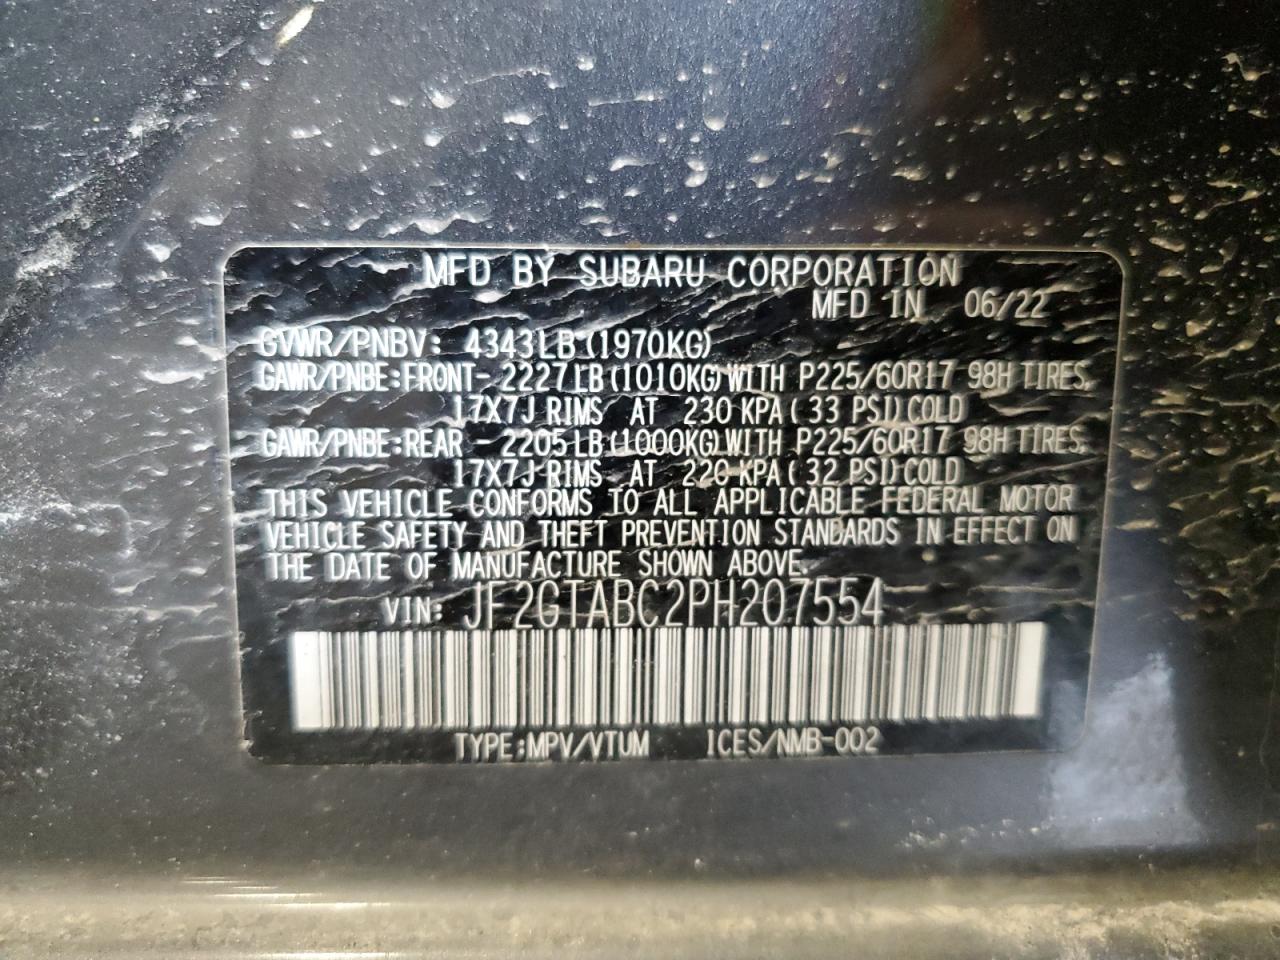 MFD BY SUBARU CORPORATION
MFD IN 06/22
GVWR/PNBV: 4343LB(1970KG)
GAWR/PNBE:FRONT-2227LB(1010KG)WITH P225/60R17 98H TIRES,
17X7J RIMS AT 230 KPA(33 PSI)COLD
GAWR/PNBE:REAR -2205LB(1000KG)WITH P225/60R17 98H TIRES,
17X7J RIMS AT 220 KPA(32 PSI)COLD
THIS VEHICLE CONFORMS TO ALL APPLICABLE FEDERAL MOTOR
VEHICLE SAFETY AND THEFT PREVENTION STANDARDS IN EFFECT ON
THE DATE OF MANUFACTURE SHOWN ABOVE.
VIN: JF2GTABC2PH207554
TYPE:MPV/VTUM ICES/NMB-002